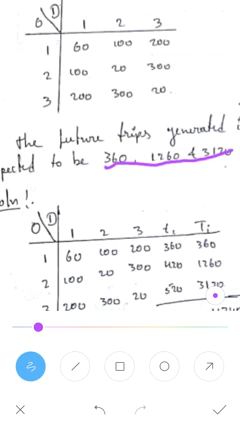 O D 1 2 3
1 60 100 200
2 100 20 300
3 200 300 20.
the future trips generated
pected to be 360, 1260 & 3120
oln !.
O D 1 2 3 ti Ti
1 60 100 200 360 360
2 100 20 300 420 1260
3 200 300 20 520 3120